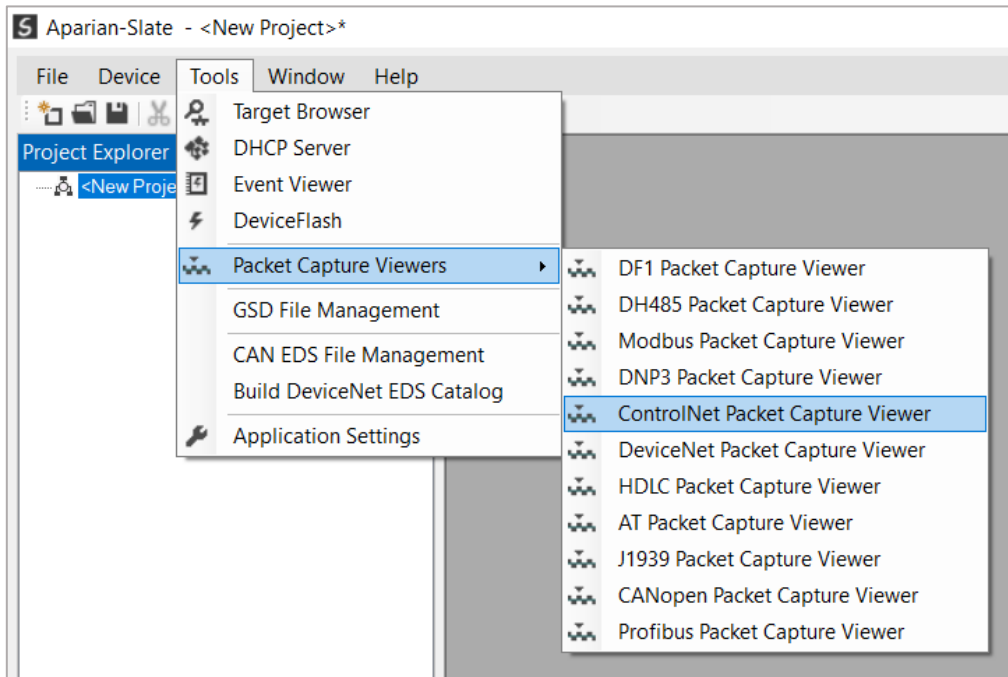 S Aparian-Slate - <New Project>*
File Device Tools Window Help
Project Explorer
<New Proje
Target Browser
DHCP Server
Event Viewer
DeviceFlash
Packet Capture Viewers
GSD File Management
CAN EDS File Management
Build DeviceNet EDS Catalog
Application Settings
DF1 Packet Capture Viewer
DH485 Packet Capture Viewer
Modbus Packet Capture Viewer
DNP3 Packet Capture Viewer
ControlNet Packet Capture Viewer
DeviceNet Packet Capture Viewer
HDLC Packet Capture Viewer
AT Packet Capture Viewer
J1939 Packet Capture Viewer
CANopen Packet Capture Viewer
Profibus Packet Capture Viewer